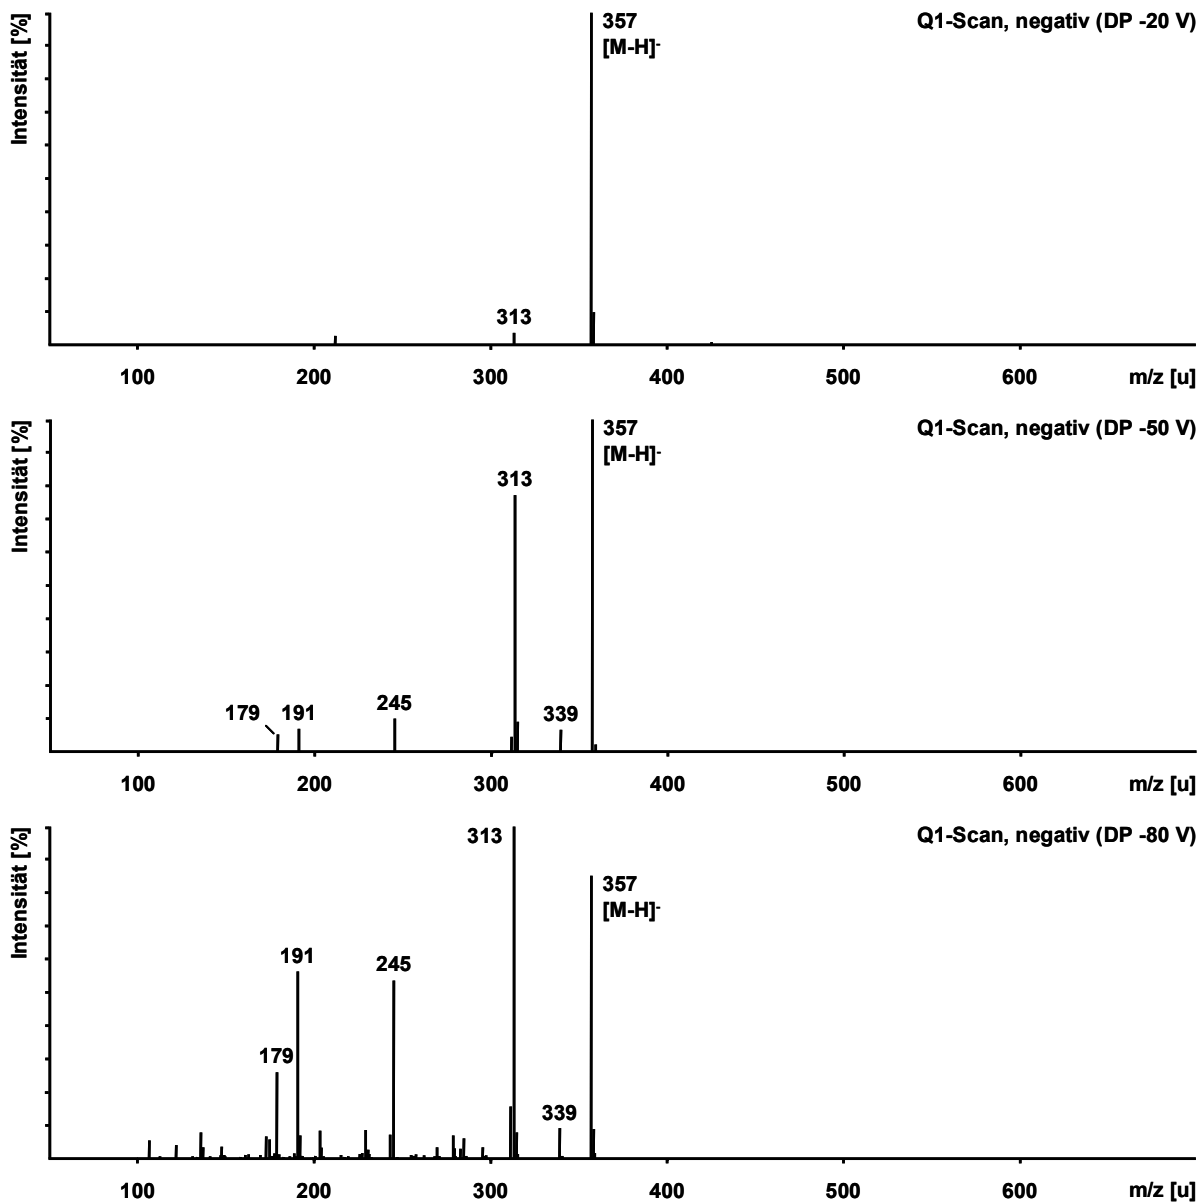 Intensität [%]
357
[M-H]-
Q1-Scan, negativ (DP -20 V)
313
100 200 300 400 500 600 m/z [u]
Intensität [%]
357
[M-H]-
Q1-Scan, negativ (DP -50 V)
313
179 191 245 339
100 200 300 400 500 600 m/z [u]
Intensität [%]
313
Q1-Scan, negativ (DP -80 V)
357
[M-H]-
191 245
179
339
100 200 300 400 500 600 m/z [u]